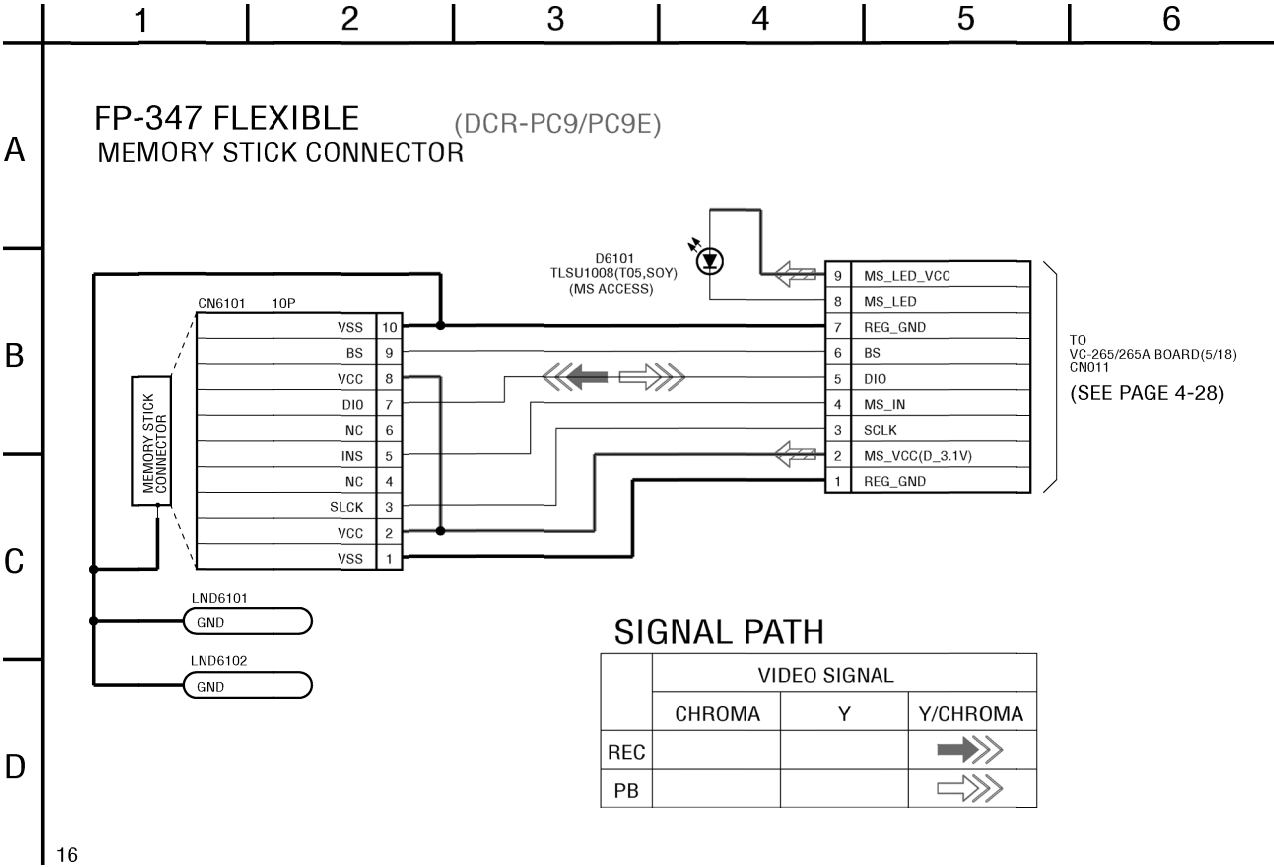 1 2 3 4 5 6
A
B
C
D
FP-347 FLEXIBLE (DCR-PC9/PC9E)
MEMORY STICK CONNECTOR
D6101
TLSU1008(T05,SOY)
(MS ACCESS)
CN6101 10P
VSS 10
BS 9
VCC 8
DIO 7
NC 6
INS 5
NC 4
SLCK 3
VCC 2
VSS 1
MEMORY STICK
CONNECTOR
9 MS_LED_VCC
8 MS_LED
7 REG_GND
6 BS
5 DIO
4 MS_IN
3 SCLK
2 MS_VCC(D_3.1V)
1 REG_GND
TO
VC-265/265A BOARD(5/18)
CN011
(SEE PAGE 4-28)
LND6101
GND
LND6102
GND
SIGNAL PATH
VIDEO SIGNAL
CHROMA Y Y/CHROMA
REC
PB
16